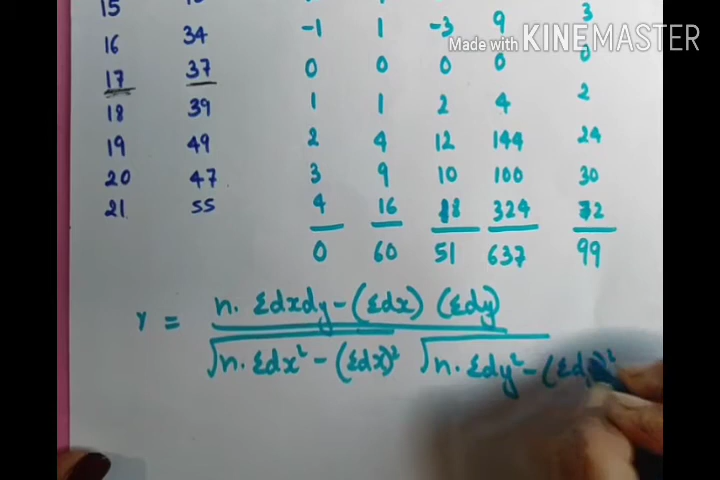 15 3
16 34 -1 1 -3 9
Made with KINEMASTER
17 37 0 0 0 0 0
18 39 1 1 2 4 2
19 49 2 4 12 144 24
20 47 3 9 10 100 30
21 55 4 16 18 324 72
0 60 51 637 99
r = n. Σdxdy - (Σdx) (Σdy)
√n. Σdx² - (Σdx)² √n. Σdy² - (Σdy)²